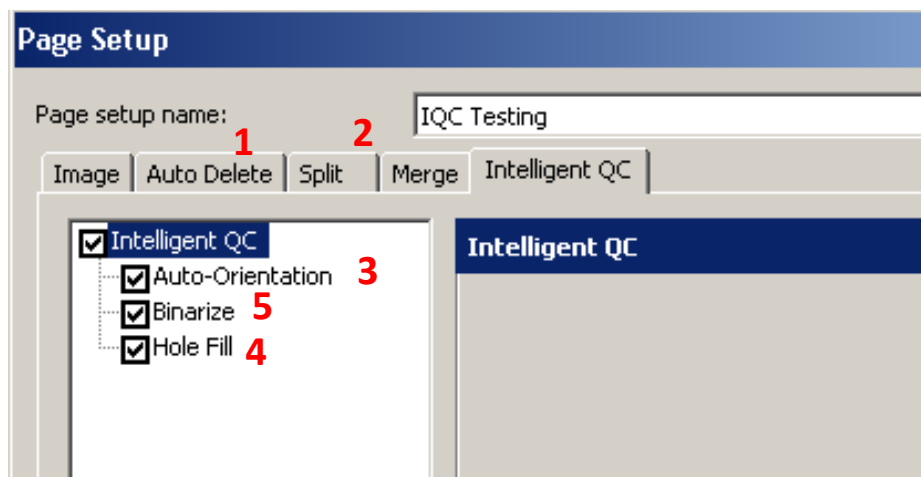 Page Setup
Page setup name: IQC Testing
1 2
Image Auto Delete Split Merge Intelligent QC
Intelligent QC Intelligent QC
Auto-Orientation 3
Binarize 5
Hole Fill 4